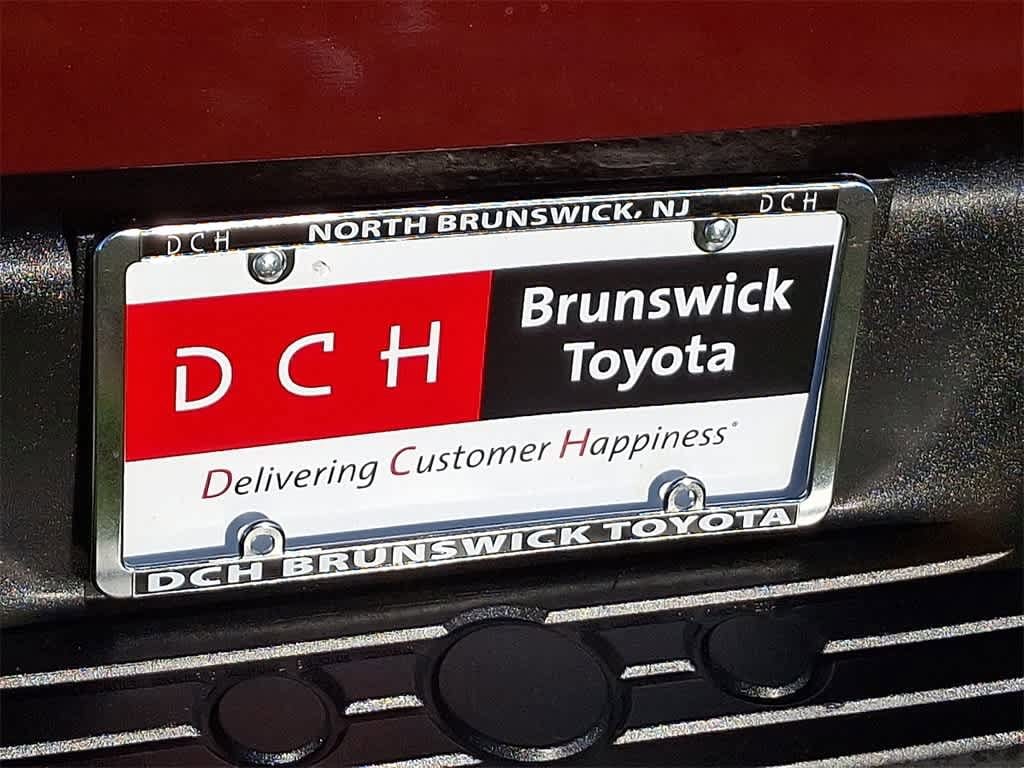 DCH NORTH BRUNSWICK, NJ DCH
DCH
Brunswick
Toyota
Delivering Customer Happiness®
DCH BRUNSWICK TOYOTA